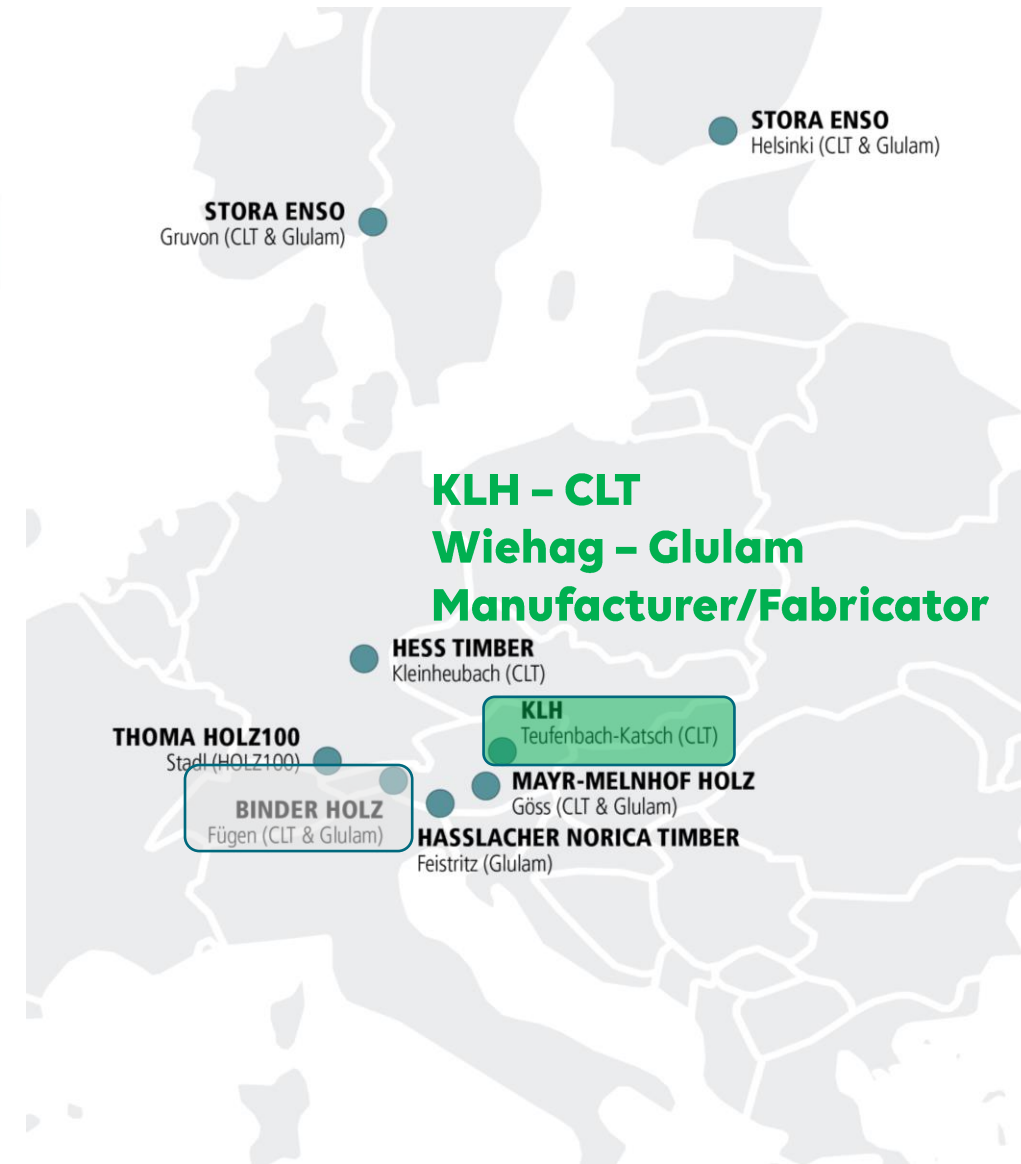 STORA ENSO
Helsinki (CLT & Glulam)
STORA ENSO
Gruvon (CLT & Glulam)
KLH – CLT
Wiehag – Glulam
Manufacturer/Fabricator
HESS TIMBER
Kleinheubach (CLT)
KLH
Teufenbach-Katsch (CLT)
THOMA HOLZ100
Stadl (HOLZ100)
MAYR-MELNHOF HOLZ
Göss (CLT & Glulam)
BINDER HOLZ
Fügen (CLT & Glulam)
HASSLACHER NORICA TIMBER
Feistritz (Glulam)